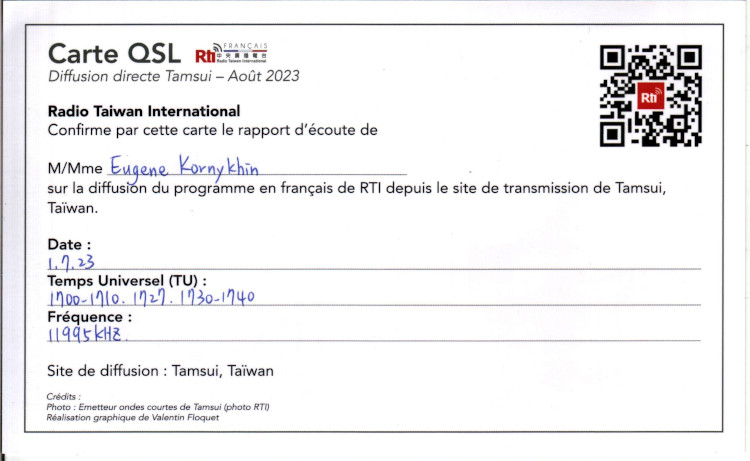 Carte QSL Rti FRANÇAIS
中央廣播電台
Radio Taiwan International
Diffusion directe Tamsui – Août 2023
Rti
Radio Taiwan International
Confirme par cette carte le rapport d'écoute de
M/Mme Eugene Kornykhin
sur la diffusion du programme en français de RTI depuis le site de transmission de Tamsui,
Taïwan.
Date :
1.7.23
Temps Universel (TU) :
1700-1710. 1727. 1730-1740
Fréquence :
11995 kHz.
Site de diffusion : Tamsui, Taïwan
Crédits :
Photo : Emetteur ondes courtes de Tamsui (photo RTI)
Réalisation graphique de Valentin Floquet